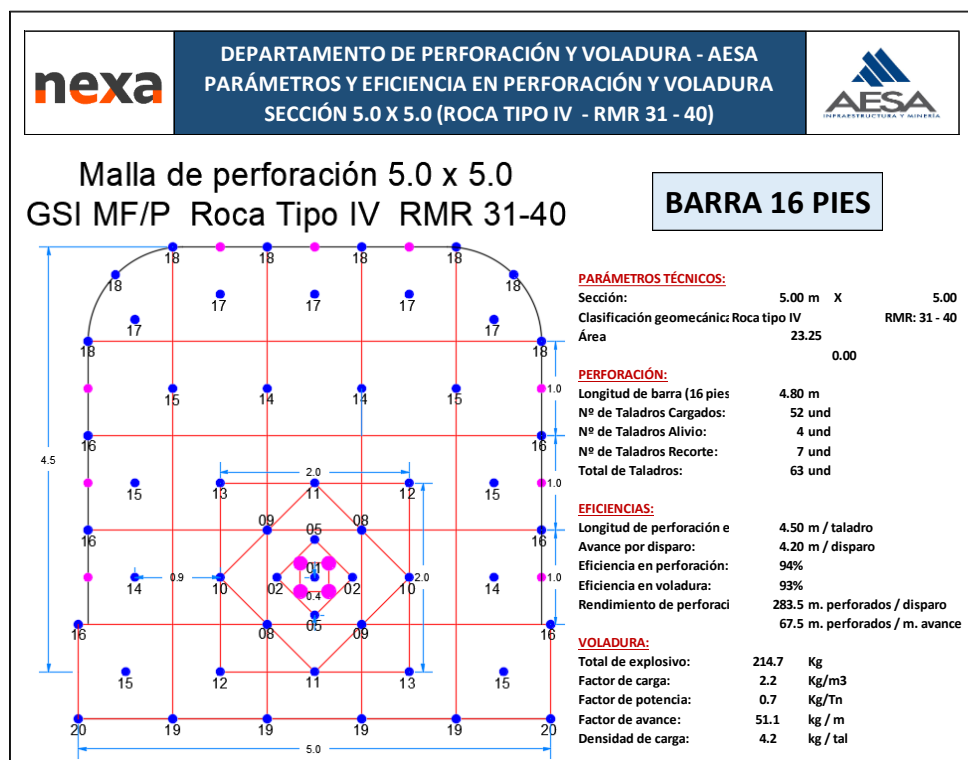 nexa
DEPARTAMENTO DE PERFORACIÓN Y VOLADURA - AESA
PARÁMETROS Y EFICIENCIA EN PERFORACIÓN Y VOLADURA
SECCIÓN 5.0 X 5.0 (ROCA TIPO IV - RMR 31 - 40)
AESA
INFRAESTRUCTURA Y MINERÍA
Malla de perforación 5.0 x 5.0
GSI MF/P Roca Tipo IV RMR 31-40
BARRA 16 PIES
18 18 18 18
18 18
17 17 17
17 17
18 18
15 14 14 15
1.0
16 16
4.5
2.0
13 11 12
15 15
1.0
09 05 08
16 16
01
14 0.9 10 02 02 10 2.0 14
0.4
1.0
16 08 05 09 16
15 12 11 13 15
20 19 19 19 19 20
5.0
PARÁMETROS TÉCNICOS:
Sección: 5.00 m X 5.00
Clasificación geomecánica Roca tipo IV RMR: 31 - 40
Área 23.25
0.00
PERFORACIÓN:
Longitud de barra (16 pies 4.80 m
Nº de Taladros Cargados: 52 und
Nº de Taladros Alivio: 4 und
Nº de Taladros Recorte: 7 und
Total de Taladros: 63 und
EFICIENCIAS:
Longitud de perforación e 4.50 m / taladro
Avance por disparo: 4.20 m / disparo
Eficiencia en perforación: 94%
Eficiencia en voladura: 93%
Rendimiento de perforaci 283.5 m. perforados / disparo
67.5 m. perforados / m. avance
VOLADURA:
Total de explosivo: 214.7 Kg
Factor de carga: 2.2 Kg/m3
Factor de potencia: 0.7 Kg/Tn
Factor de avance: 51.1 kg / m
Densidad de carga: 4.2 kg / tal